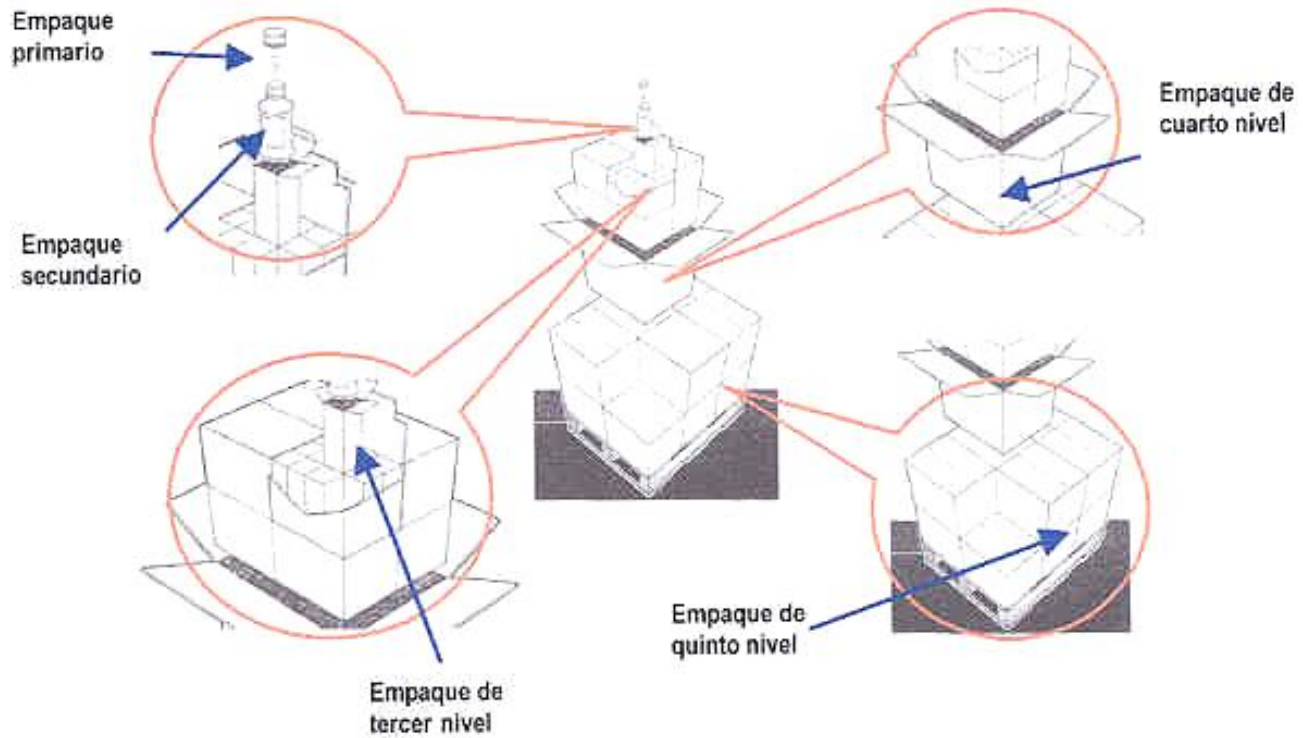 Empaque
primario
Empaque
secundario
Empaque de
cuarto nivel
Empaque de
tercer nivel
Empaque de
quinto nivel